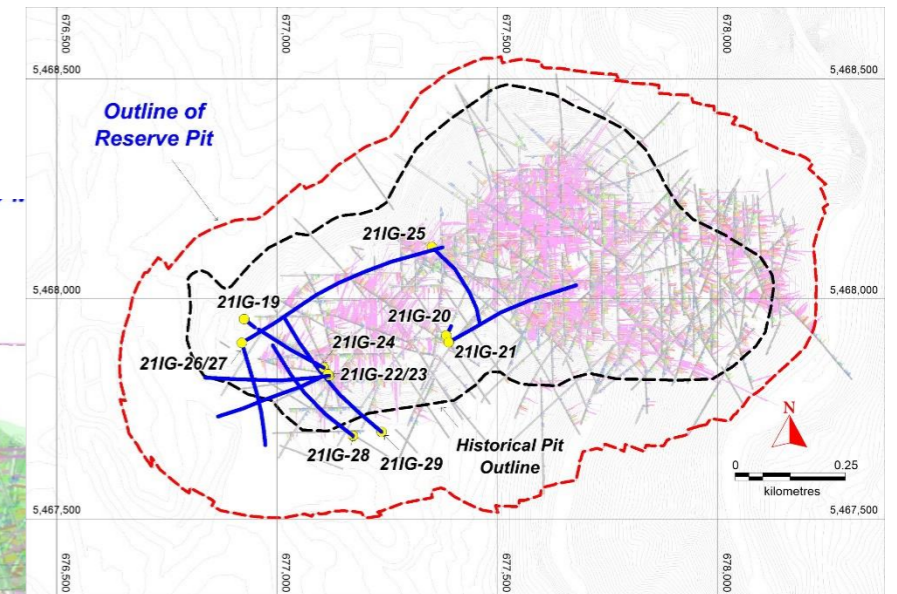 676,500
677,000
677,500
678,000
5,468,500
5,468,500
Outline of
Reserve Pit
21IG-25
5,468,000
5,468,000
21IG-19
21IG-20
21IG-24
21IG-21
21IG-26/27
21IG-22/23
N
Historical Pit
Outline
21IG-28
21IG-29
0
0.25
kilometres
5,467,500
5,467,500
676,500
677,000
677,500
678,000